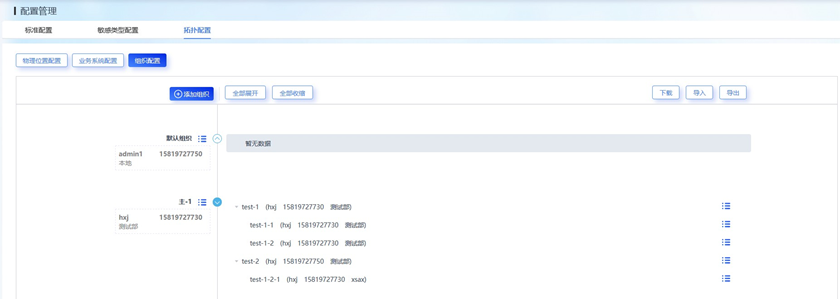 配置管理
标准配置 敏感类型配置 拓扑配置
物理位置配置 业务系统配置 组织配置
添加组织 全部展开 全部收缩 下载 导入 导出
默认组织
暂无数据
admin1 15819727750
本地
主-1
hxj 15819727730
测试部
test-1 (hxj 15819727730 测试部)
test-1-1 (hxj 15819727730 测试部)
test-1-2 (hxj 15819727730 测试部)
test-2 (hxj 15819727750 测试部)
test-1-2-1 (hxj 15819727730 xsax)